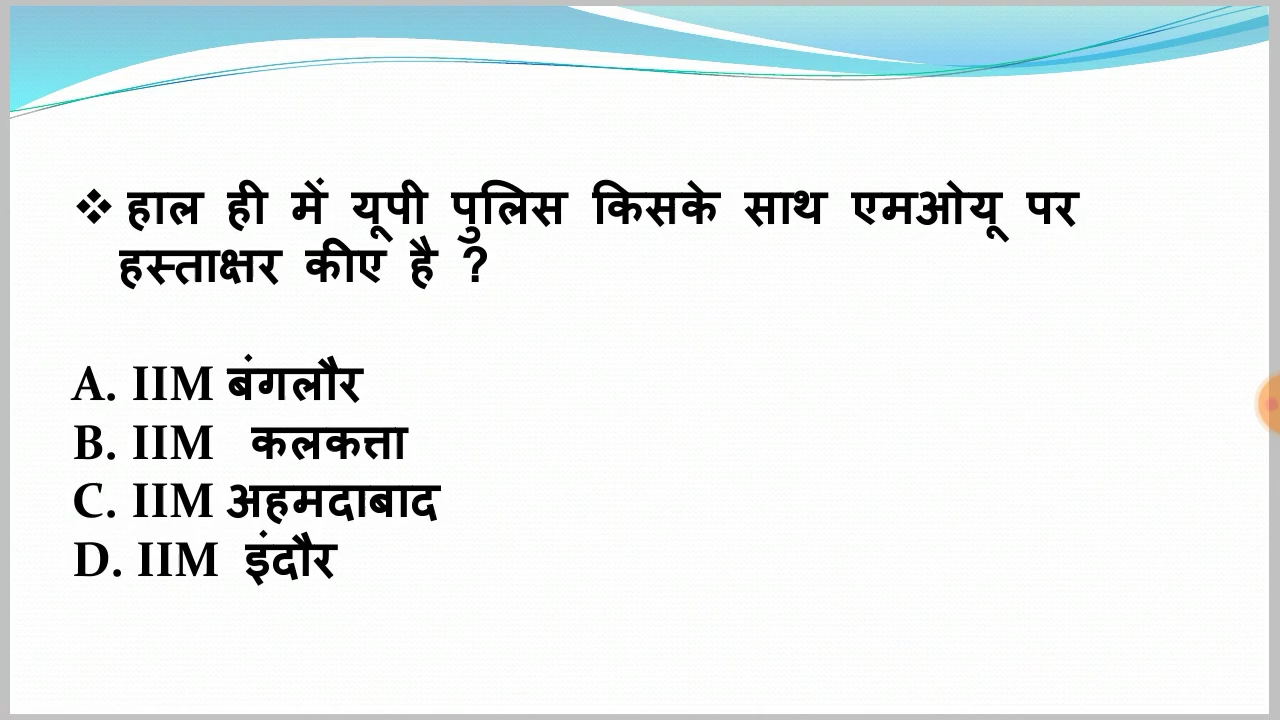 ❖ हाल ही में यूपी पुलिस किसके साथ एमओयू पर
हस्ताक्षर कीए है ?
A. IIM बंगलौर
B. IIM कलकत्ता
C. IIM अहमदाबाद
D. IIM इंदौर